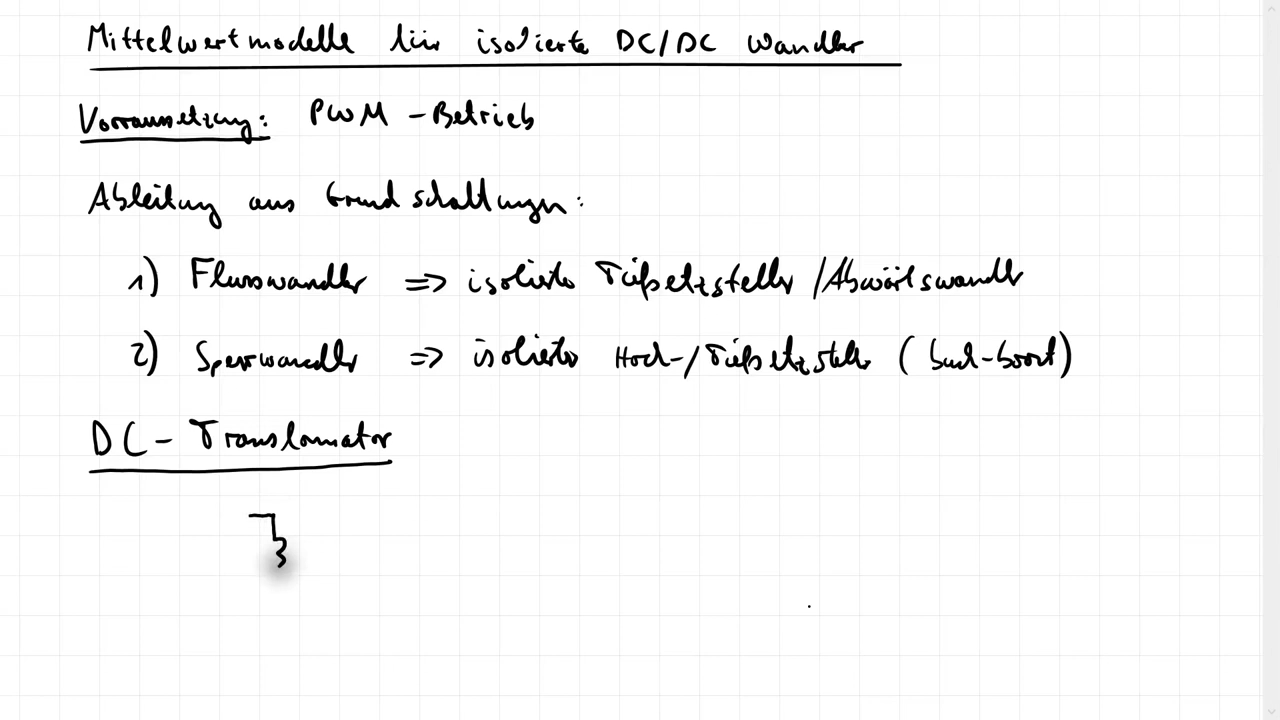 Mittelwertmodelle für isolierte DC/DC Wandler
Vorraussetzung: PWM-Betrieb
Ableitung aus Grundschaltungen:
1) Flusswandler => isolierter Tiefsetzsteller /Abwärtswandler
2) Sperrwandler => isolierter Hoch-/Tiefsetzsteller (buck-boost)
DC-Transformator